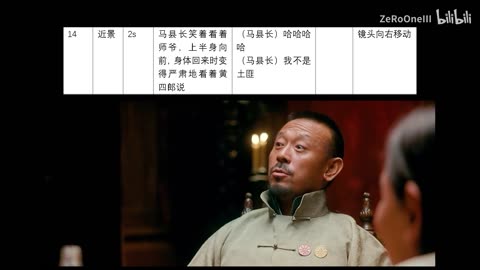 ZeRoOneIII bilibili
14
近景
2s
马县长笑着看着
师爷，上半身向
前，身体回来时变
得严肃地看着黄
四郎说
（马县长）哈哈哈
哈
（马县长）我不是
土匪
镜头向右移动